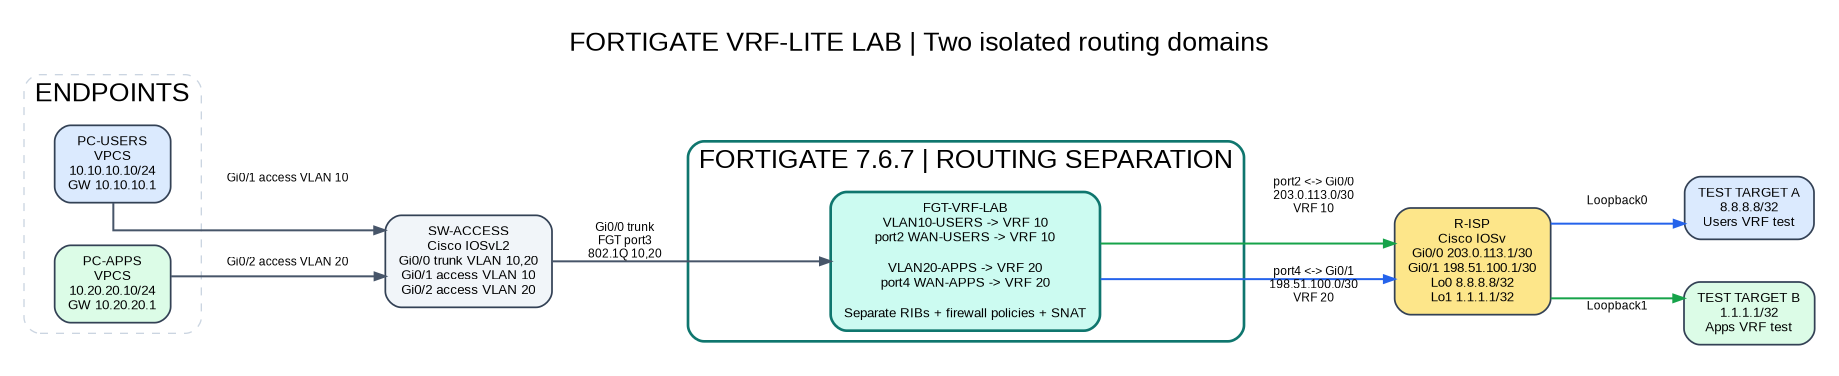 FORTIGATE VRF-LITE LAB | Two isolated routing domains
ENDPOINTS
PC-USERS
VPCS
10.10.10.10/24
GW 10.10.10.1
PC-APPS
VPCS
10.20.20.10/24
GW 10.20.20.1
Gi0/1 access VLAN 10
Gi0/2 access VLAN 20
SW-ACCESS
Cisco IOSvL2
Gi0/0 trunk VLAN 10,20
Gi0/1 access VLAN 10
Gi0/2 access VLAN 20
Gi0/0 trunk
FGT port3
802.1Q 10,20
FORTIGATE 7.6.7 | ROUTING SEPARATION
FGT-VRF-LAB
VLAN10-USERS -> VRF 10
port2 WAN-USERS -> VRF 10
VLAN20-APPS -> VRF 20
port4 WAN-APPS -> VRF 20
Separate RIBs + firewall policies + SNAT
port2 <-> Gi0/0
203.0.113.0/30
VRF 10
port4 <-> Gi0/1
198.51.100.0/30
VRF 20
R-ISP
Cisco IOSv
Gi0/0 203.0.113.1/30
Gi0/1 198.51.100.1/30
Lo0 8.8.8.8/32
Lo1 1.1.1.1/32
Loopback0
Loopback1
TEST TARGET A
8.8.8.8/32
Users VRF test
TEST TARGET B
1.1.1.1/32
Apps VRF test